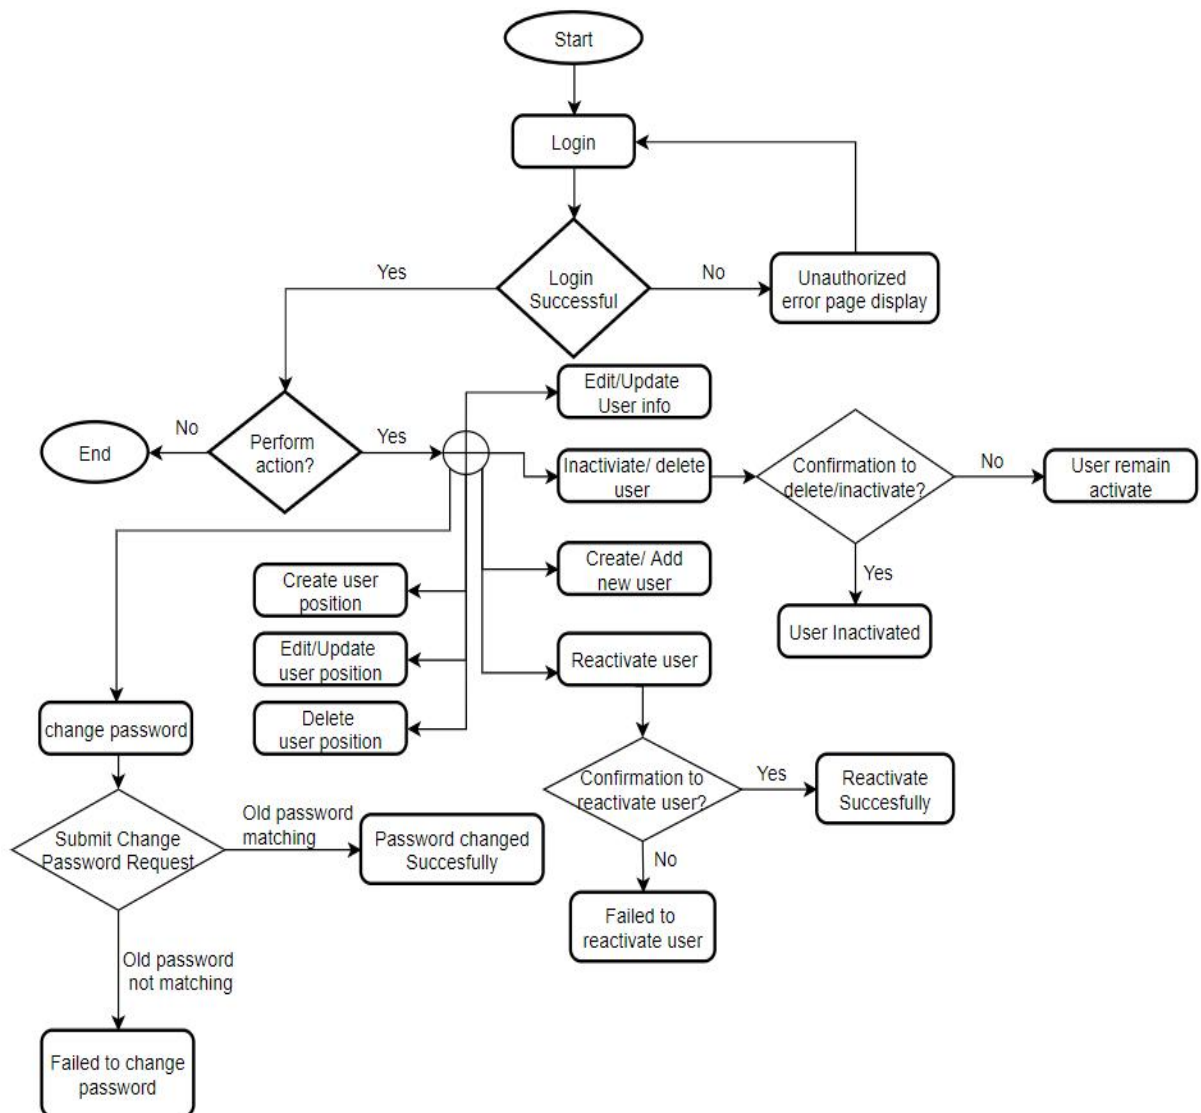 Start
Login
Yes
Login
Successful
No
Unauthorized
error page display
Edit/Update
User info
End
No
Perform
action?
Yes
Inactiviate/ delete
user
Confirmation to
delete/inactivate?
No
User remain
activate
Create user
position
Create/ Add
new user
Yes
User Inactivated
Edit/Update
user position
Reactivate user
change password
Delete
user position
Confirmation to
reactivate user?
Yes
Reactivate
Succesfully
Submit Change
Password Request
Old password
matching
Password changed
Succesfully
No
Failed to
reactivate user
Old password
not matching
Failed to change
password